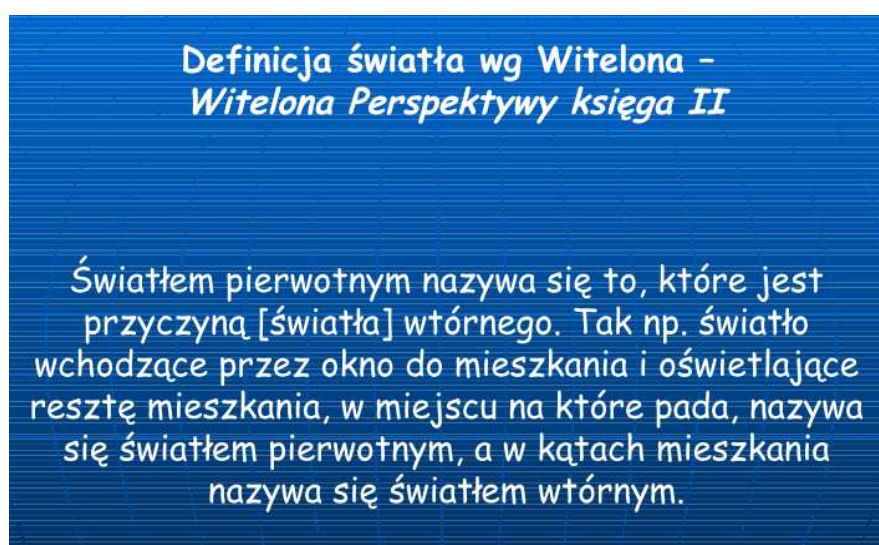 Definicja światła wg Witelona –
Witelona Perspektywy księga II
Światłem pierwotnym nazywa się to, które jest
przyczyną [światła] wtórnego. Tak np. światło
wchodzące przez okno do mieszkania i oświetlające
resztę mieszkania, w miejscu na które pada, nazywa
się światłem pierwotnym, a w kątach mieszkania
nazywa się światłem wtórnym.